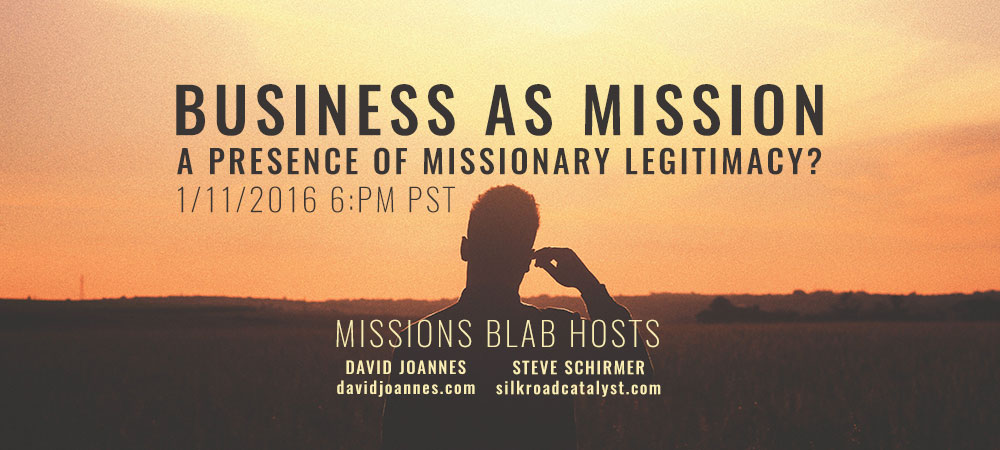 BUSINESS AS MISSION
A PRESENCE OF MISSIONARY LEGITIMACY?
1/11/2016 6:PM PST
MISSIONS BLAB HOSTS
DAVID JOANNES STEVE SCHIRMER
davidjoannes.com silkroadcatalyst.com